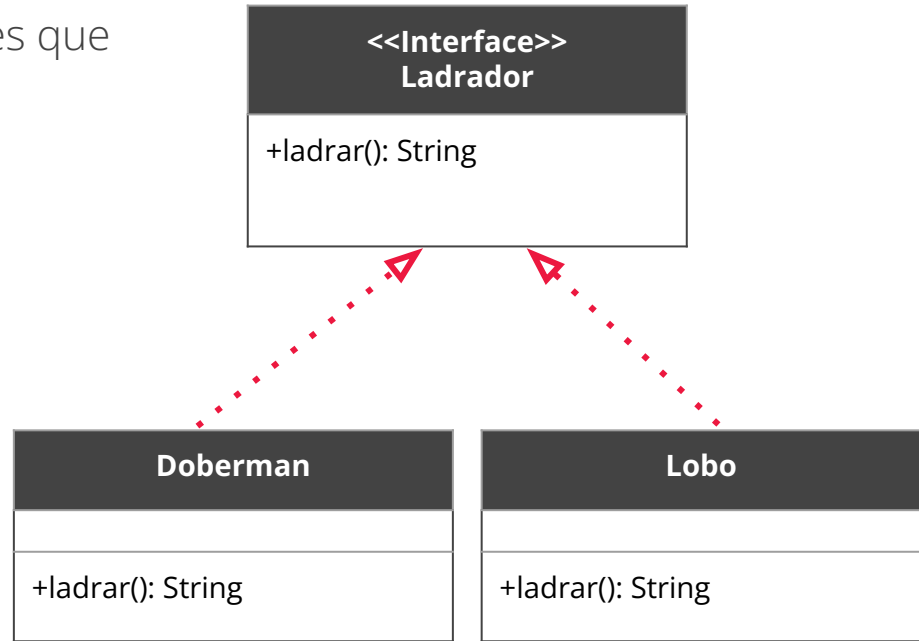 es que
<<Interface>>
Ladrador
+ladrar(): String
Doberman
Lobo
+ladrar(): String
+ladrar(): String